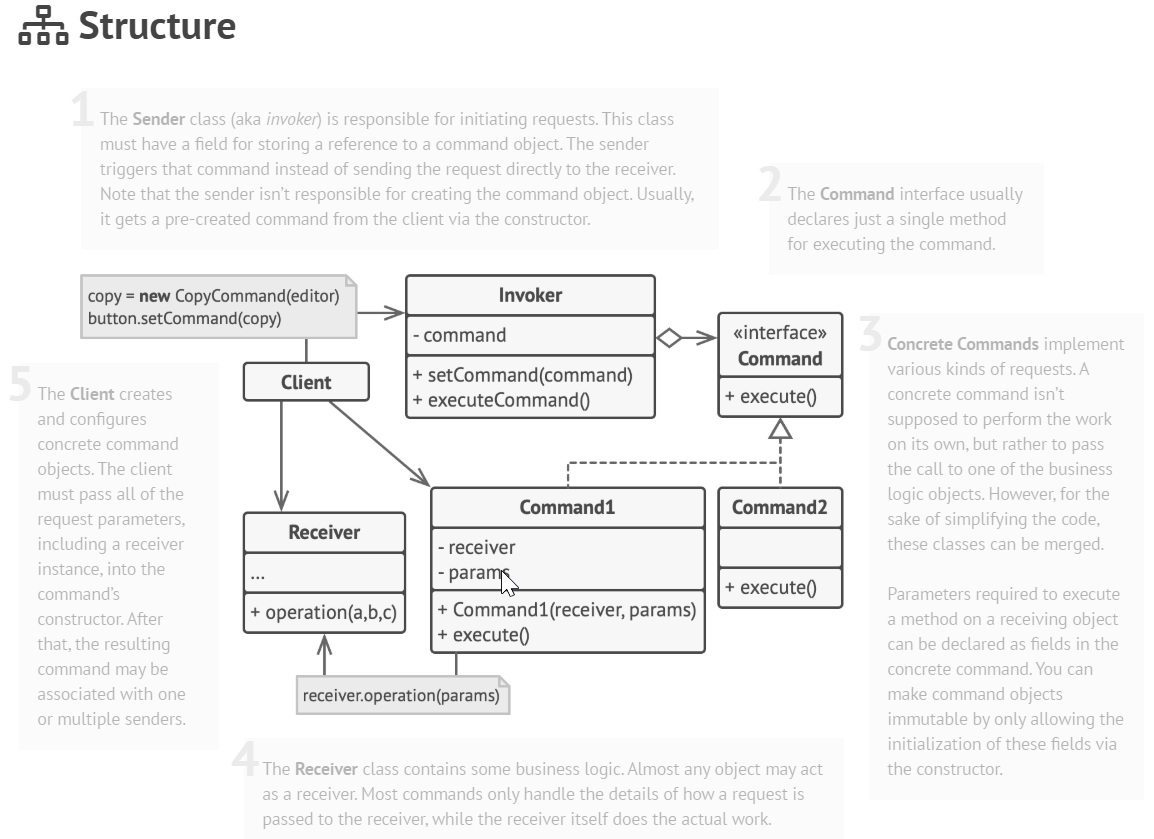 Structure
1
The Sender class (aka invoker) is responsible for initiating requests. This class
must have a field for storing a reference to a command object. The sender
triggers that command instead of sending the request directly to the receiver.
Note that the sender isn't responsible for creating the command object. Usually,
it gets a pre-created command from the client via the constructor.
2
The Command interface usually
declares just a single method
for executing the command.
copy = new CopyCommand(editor)
button.setCommand(copy)
Invoker
- command
+ setCommand(command)
+ executeCommand()
«interface»
Command
+ execute()
3
Concrete Commands implement
various kinds of requests. A
concrete command isn't
supposed to perform the work
on its own, but rather to pass
the call to one of the business
logic objects. However, for the
sake of simplifying the code,
these classes can be merged.
Parameters required to execute
a method on a receiving object
can be declared as fields in the
concrete command. You can
make command objects
immutable by only allowing the
initialization of these fields via
the constructor.
5
The Client creates
and configures
concrete command
objects. The client
must pass all of the
request parameters,
including a receiver
instance, into the
command's
constructor. After
that, the resulting
command may be
associated with one
or multiple senders.
Client
Receiver
...
+ operation(a,b,c)
Command1
- receiver
- params
+ Command1(receiver, params)
+ execute()
Command2
+ execute()
receiver.operation(params)
4
The Receiver class contains some business logic. Almost any object may act
as a receiver. Most commands only handle the details of how a request is
passed to the receiver, while the receiver itself does the actual work.